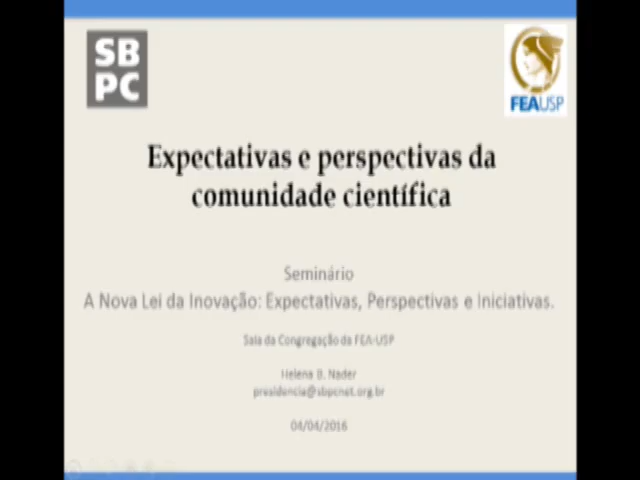 SB
PC
FEAUSP
Expectativas e perspectivas da
comunidade científica
Seminário
A Nova Lei da Inovação: Expectativas, Perspectivas e Iniciativas.
Sala da Congregação da FEA-USP
Helena B. Nader
presidencia@sbpcnet.org.br
04/04/2016